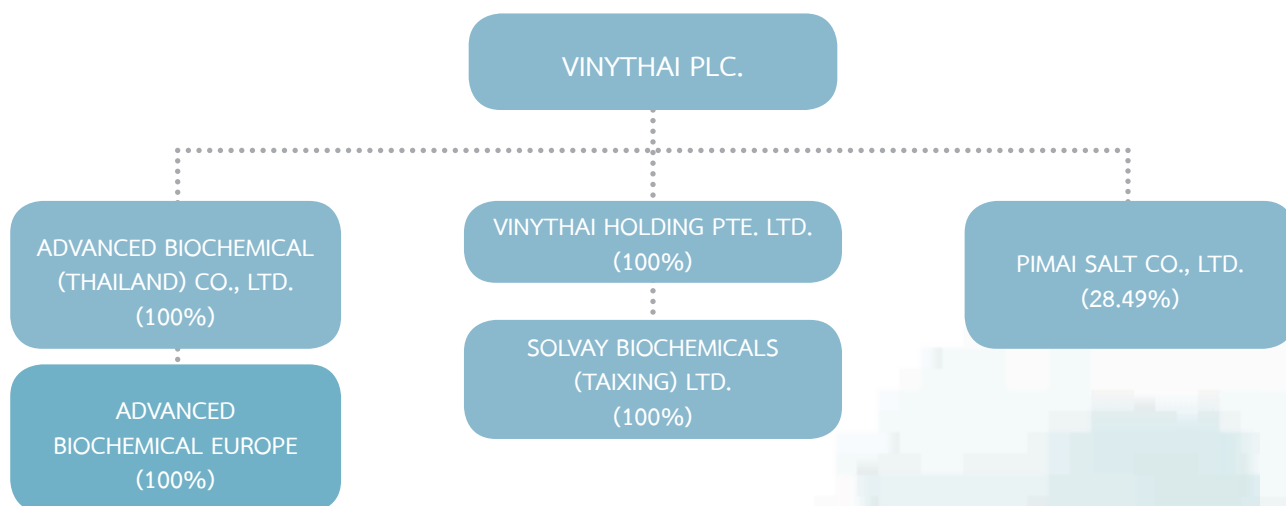 VINYTHAI PLC.
ADVANCED BIOCHEMICAL
(THAILAND) CO., LTD.
(100%)
VINYTHAI HOLDING PTE. LTD.
(100%)
PIMAI SALT CO., LTD.
(28.49%)
SOLVAY BIOCHEMICALS
(TAIXING) LTD.
(100%)
ADVANCED
BIOCHEMICAL EUROPE
(100%)